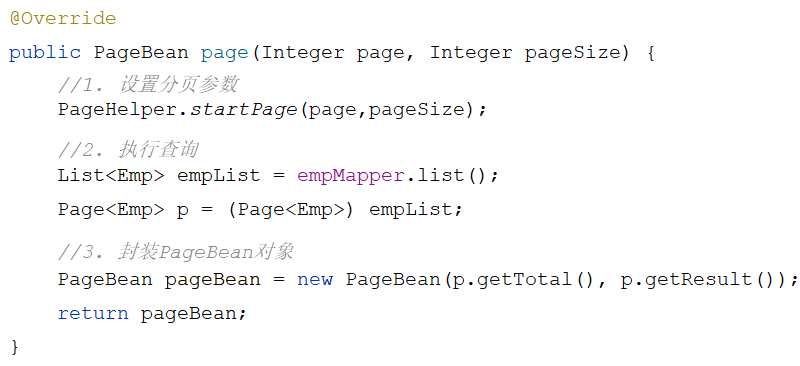 @Override
public PageBean page(Integer page, Integer pageSize) {
    //1. 设置分页参数
    PageHelper.startPage(page,pageSize);
    //2. 执行查询
    List<Emp> empList = empMapper.list();
    Page<Emp> p = (Page<Emp>) empList;
    //3. 封装PageBean对象
    PageBean pageBean = new PageBean(p.getTotal(), p.getResult());
    return pageBean;
}